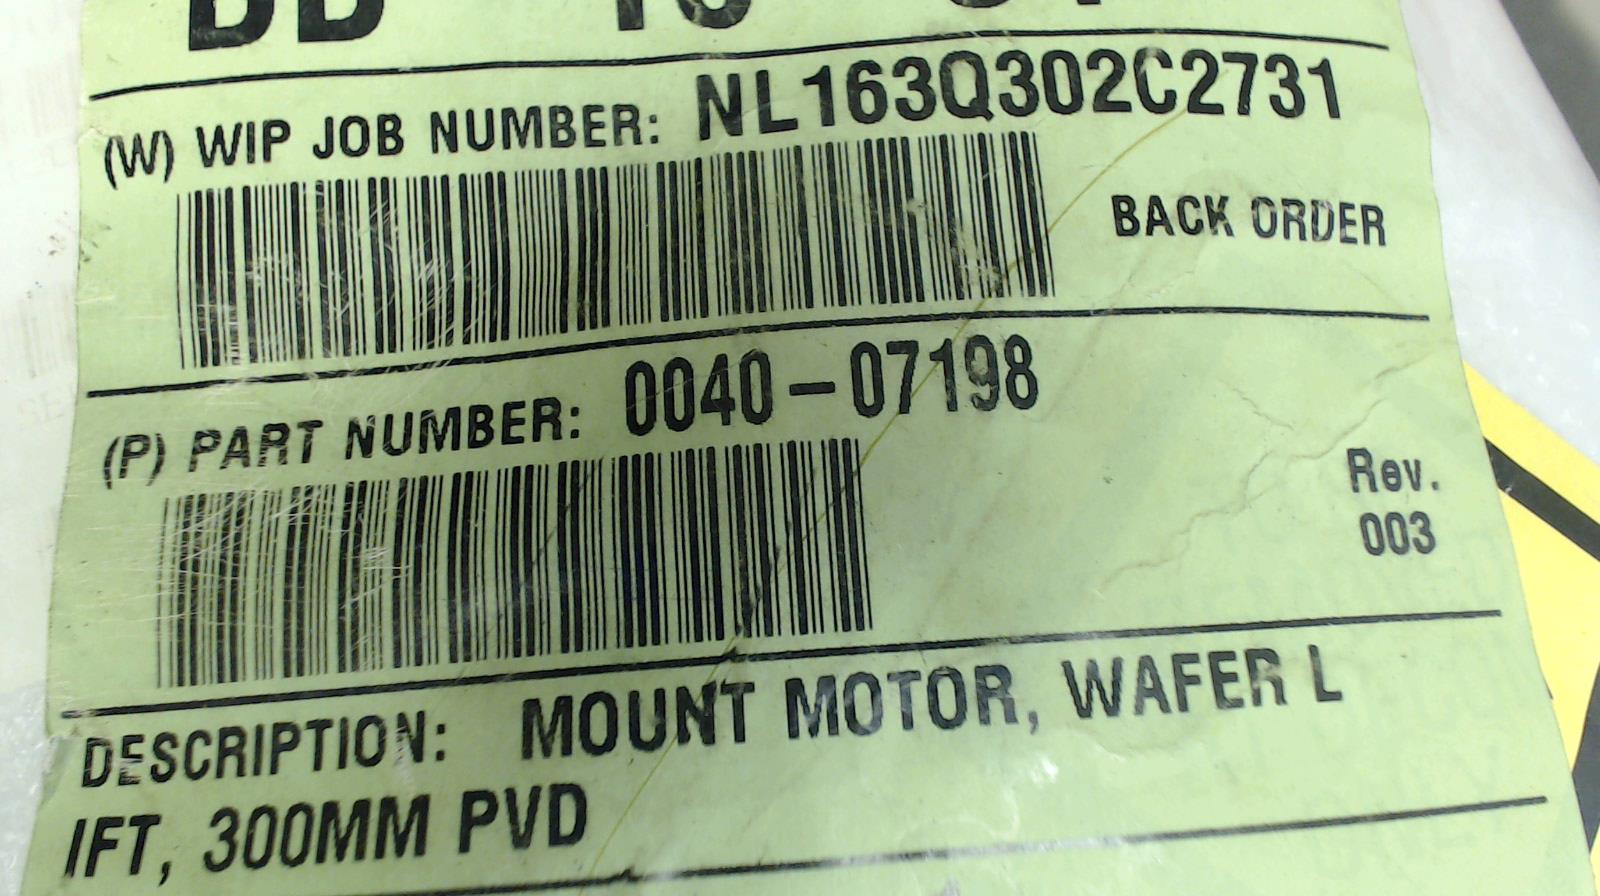 (W) WIP JOB NUMBER: NL163Q302C2731
BACK ORDER
(P) PART NUMBER: 0040-07198
Rev.
003
DESCRIPTION: MOUNT MOTOR, WAFER L
IFT, 300MM PVD